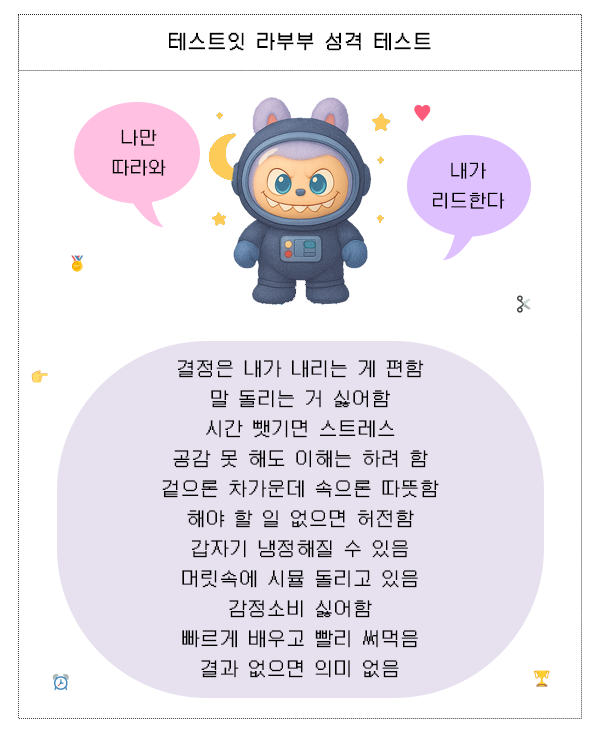 테스트잇 라부부 성격 테스트
나만
따라와
내가
리드한다
결정은 내가 내리는 게 편함
말 돌리는 거 싫어함
시간 뺏기면 스트레스
공감 못 해도 이해는 하려 함
겉으론 차가운데 속으론 따뜻함
해야 할 일 없으면 허전함
갑자기 냉정해질 수 있음
머릿속에 시뮬 돌리고 있음
감정소비 싫어함
빠르게 배우고 빨리 써먹음
결과 없으면 의미 없음